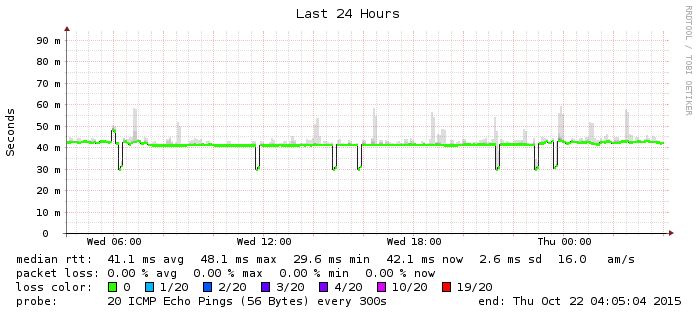 Last 24 Hours
RRDTOOL / TOBI OETIKER
Seconds
90 m
80 m
70 m
60 m
50 m
40 m
30 m
20 m
10 m
0
Wed 06:00 Wed 12:00 Wed 18:00 Thu 00:00
median rtt: 41.1 ms avg 48.1 ms max 29.6 ms min 42.1 ms now 2.6 ms sd 16.0 am/s
packet loss: 0.00 % avg 0.00 % max 0.00 % min 0.00 % now
loss color: 0 1/20 2/20 3/20 4/20 10/20 19/20
probe: 20 ICMP Echo Pings (56 Bytes) every 300s end: Thu Oct 22 04:05:04 2015